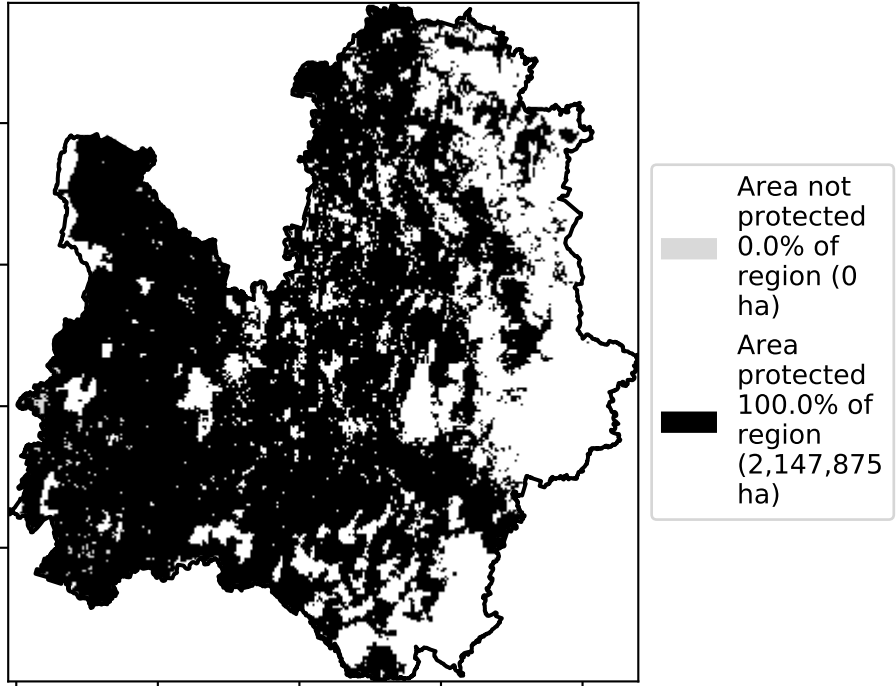 Area not
protected
0.0% of
region (0
ha)
Area
protected
100.0% of
region
(2,147,875
ha)